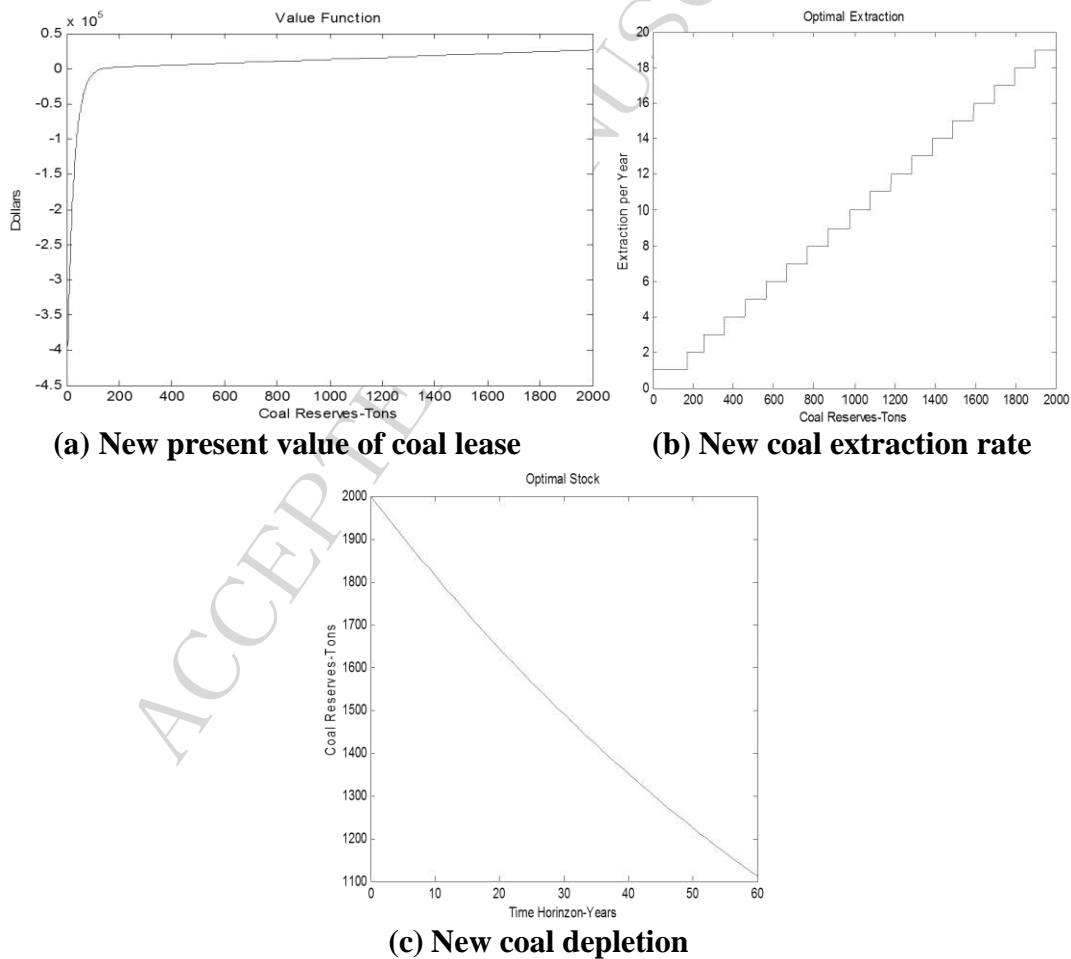 x 10^5
Value Function
0.5
0
-0.5
-1
-1.5
-2
-2.5
-3
-3.5
-4
-4.5
Dollars
0 200 400 600 800 1000 1200 1400 1600 1800 2000
Coal Reserves-Tons
(a) New present value of coal lease
Optimal Extraction
20
18
16
14
12
10
8
6
4
2
0
Extraction per Year
0 200 400 600 800 1000 1200 1400 1600 1800 2000
Coal Reserves-Tons
(b) New coal extraction rate
Optimal Stock
2000
1900
1800
1700
1600
1500
1400
1300
1200
1100
Coal Reserves-Tons
0 10 20 30 40 50 60
Time Horinzon-Years
(c) New coal depletion
ACCEPTE
NUSC